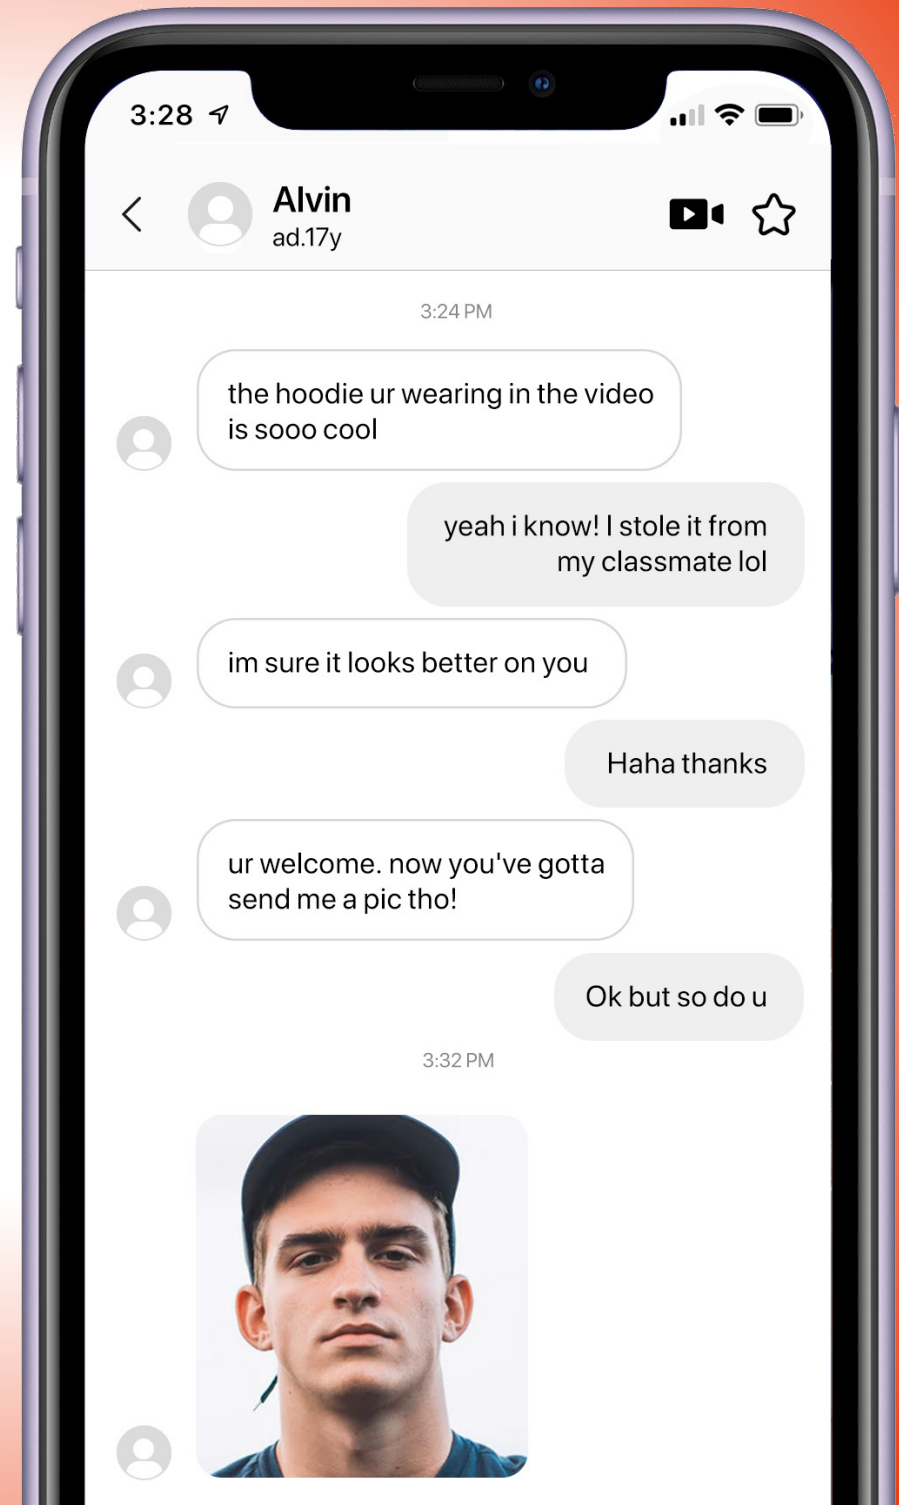 3:28
Alvin
ad.17y
3:24 PM
the hoodie ur wearing in the video
is sooo cool
yeah i know! I stole it from
my classmate lol
im sure it looks better on you
Haha thanks
ur welcome. now you've gotta
send me a pic tho!
Ok but so do u
3:32 PM